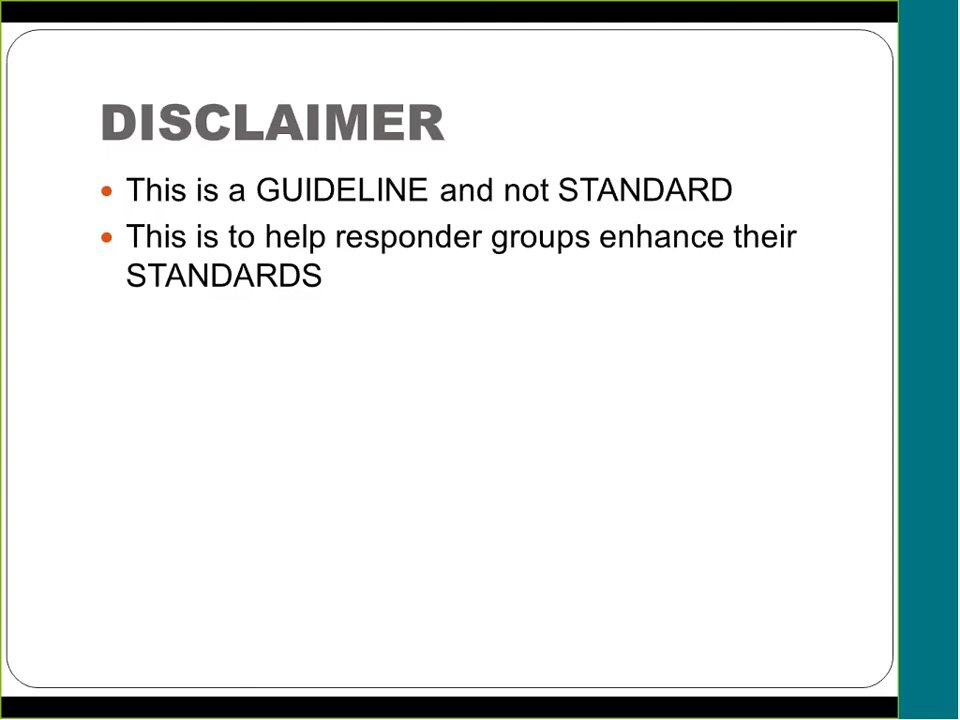 DISCLAIMER
This is a GUIDELINE and not STANDARD
This is to help responder groups enhance their
STANDARDS